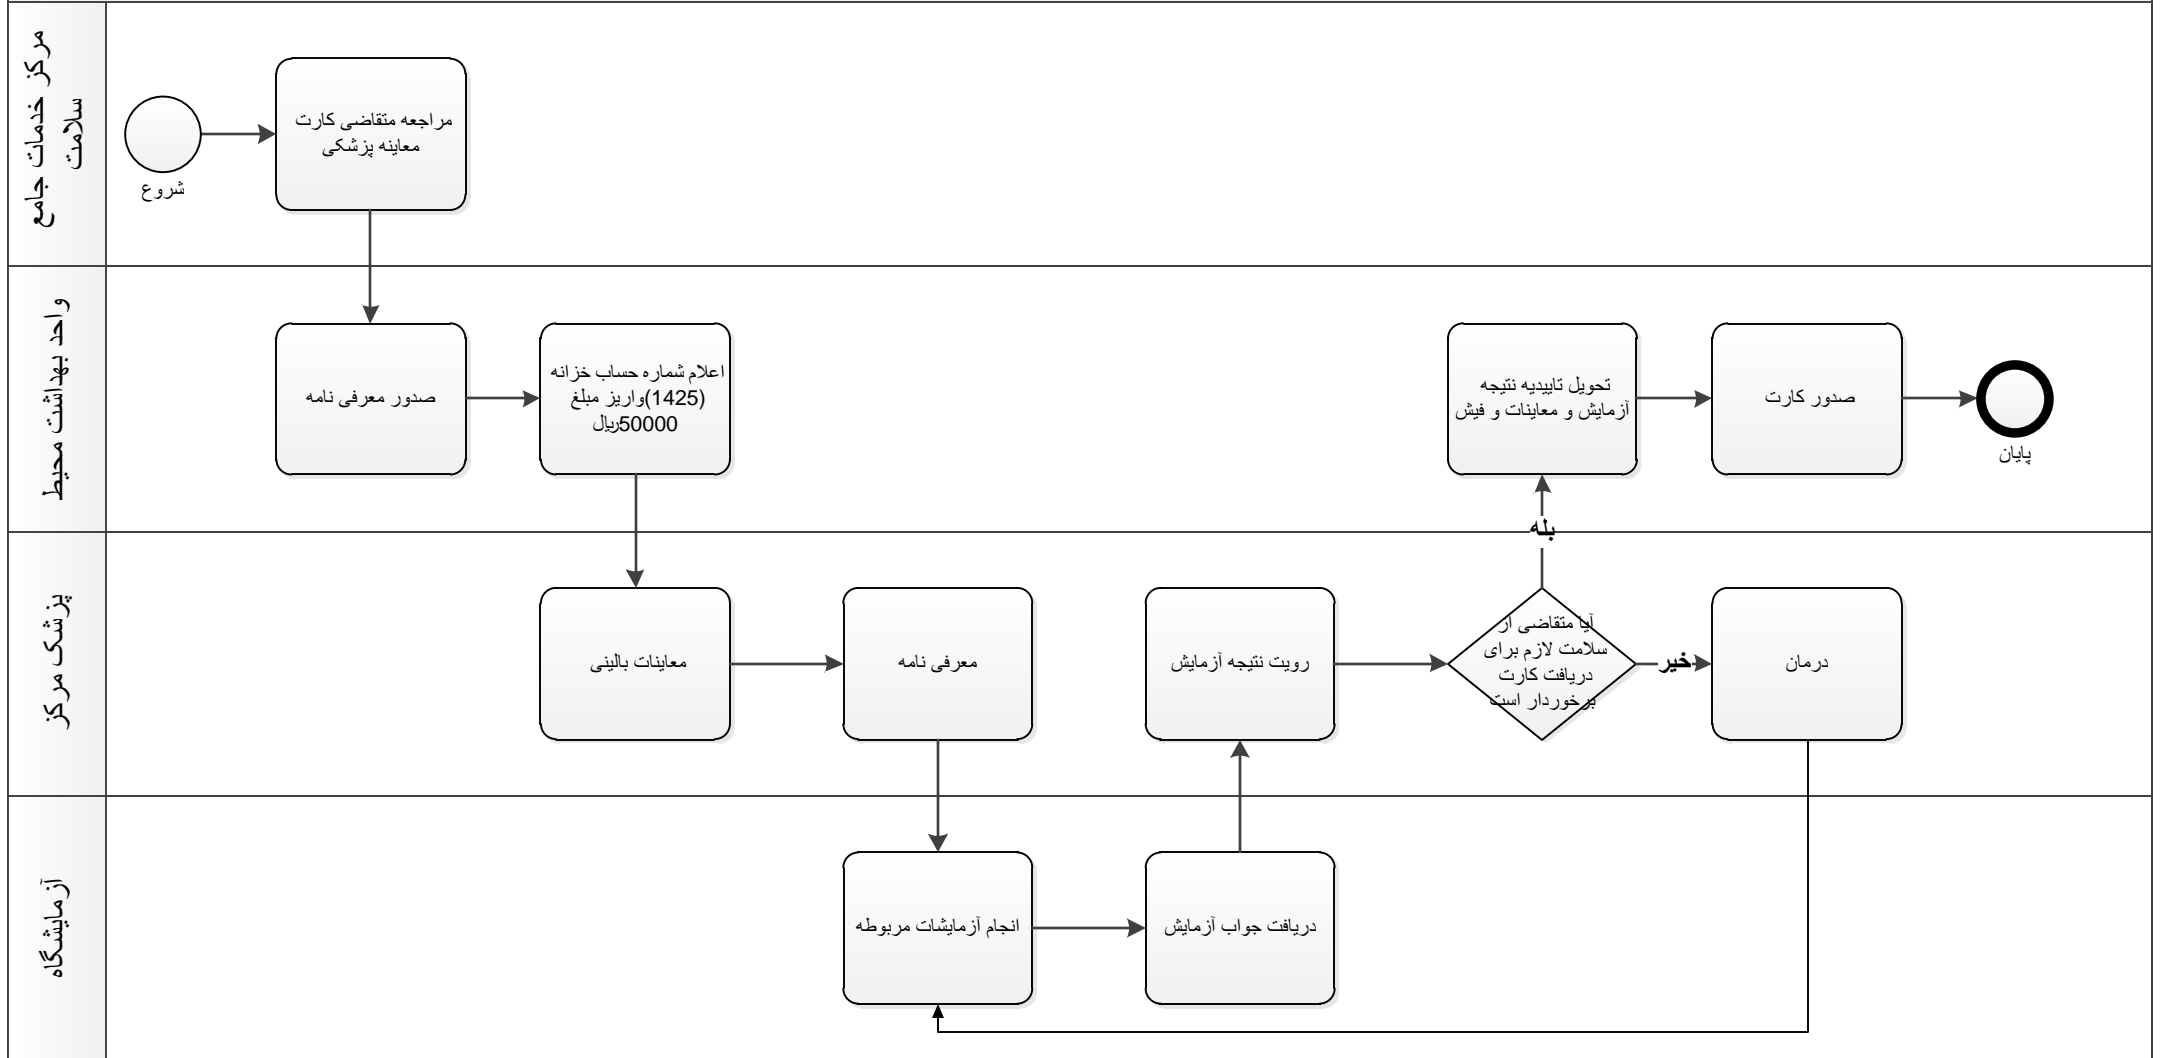 مرکز خدمات جامع
سلامت
شروع
مراجعه متقاضی کارت
معاینه پزشکی
واحد بهداشت محیط
صدور معرفی نامه
اعلام شماره حساب خزانه
(1425)واریز مبلغ
50000ریال
تحویل تاییدیه نتیجه
آزمایش و معاینات و فیش
صدور کارت
پایان
بله
پزشک مرکز
معاینات بالینی
معرفی نامه
رویت نتیجه آزمایش
آیا متقاضی از
سلامت لازم برای
دریافت کارت
برخوردار است
خیر
درمان
آزمایشگاه
انجام آزمایشات مربوطه
دریافت جواب آزمایش